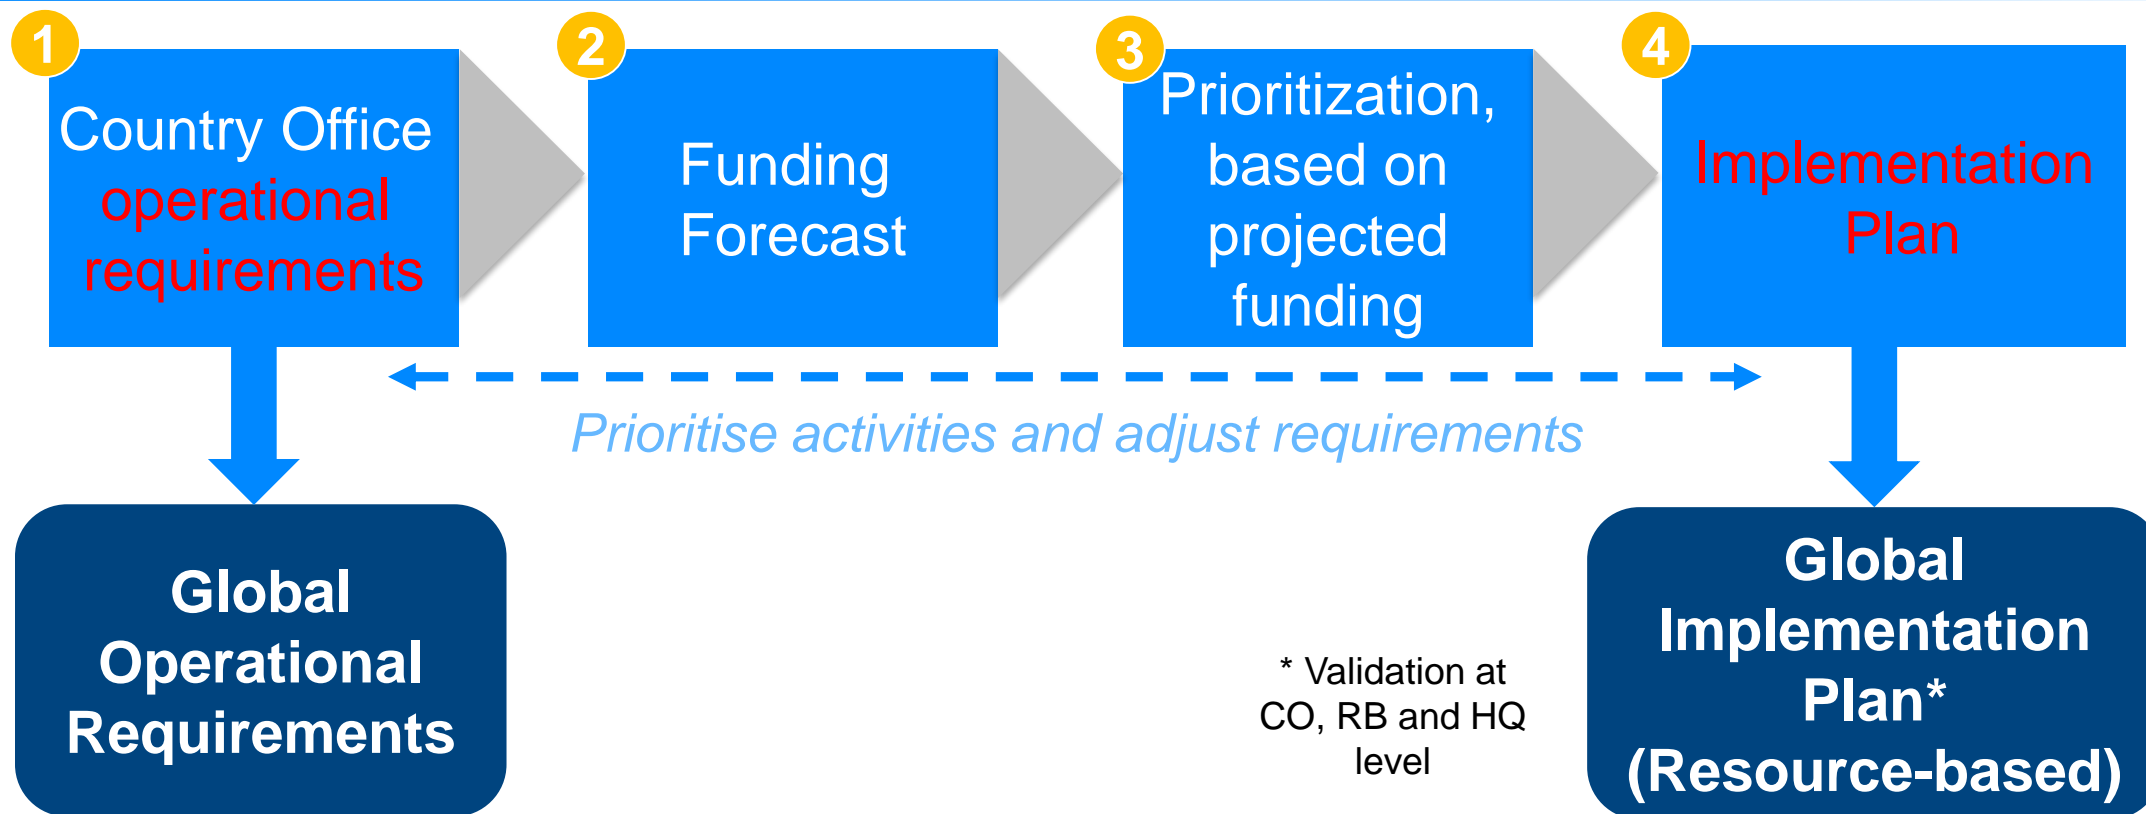 1
Country Office
operational
requirements
2
Funding
Forecast
3
Prioritization,
based on
projected
funding
4
Implementation
Plan
Prioritise activities and adjust requirements
Global
Operational
Requirements
* Validation at
CO, RB and HQ
level
Global
Implementation
Plan*
(Resource-based)